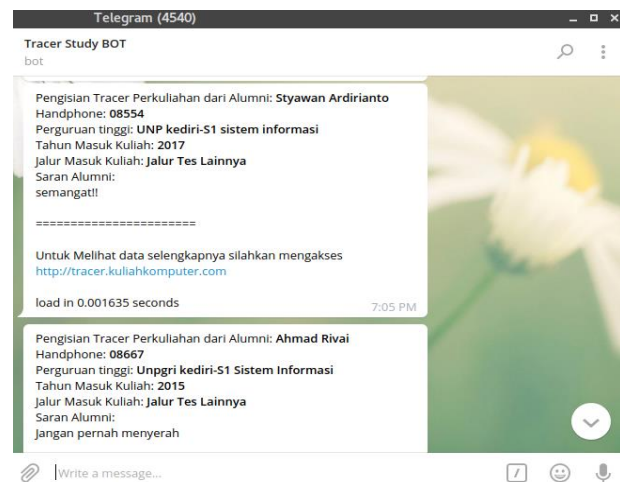 Telegram (4540)
Tracer Study BOT
bot
Pengisian Tracer Perkuliahan dari Alumni: Styawan Ardirianto
Handphone: 08554
Perguruan tinggi: UNP kediri-S1 sistem informasi
Tahun Masuk Kuliah: 2017
Jalur Masuk Kuliah: Jalur Tes Lainnya
Saran Alumni:
semangat!!
=======================
Untuk Melihat data selengkapnya silahkan mengakses
http://tracer.kuliahkomputer.com
load in 0.001635 seconds
7:05 PM
Pengisian Tracer Perkuliahan dari Alumni: Ahmad Rivai
Handphone: 08667
Perguruan tinggi: Unpgri kediri-S1 Sistem Informasi
Tahun Masuk Kuliah: 2015
Jalur Masuk Kuliah: Jalur Tes Lainnya
Saran Alumni:
Jangan pernah menyerah
Write a message...